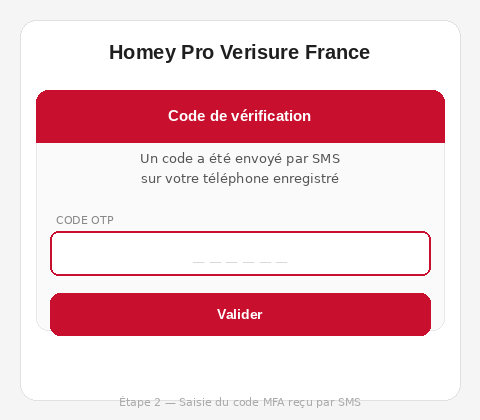 Homey Pro Verisure France
Code de vérification
Un code a été envoyé par SMS
sur votre téléphone enregistré
CODE OTP
_ _ _ _ _ _
Valider
Étape 2 — Saisie du code MFA reçu par SMS